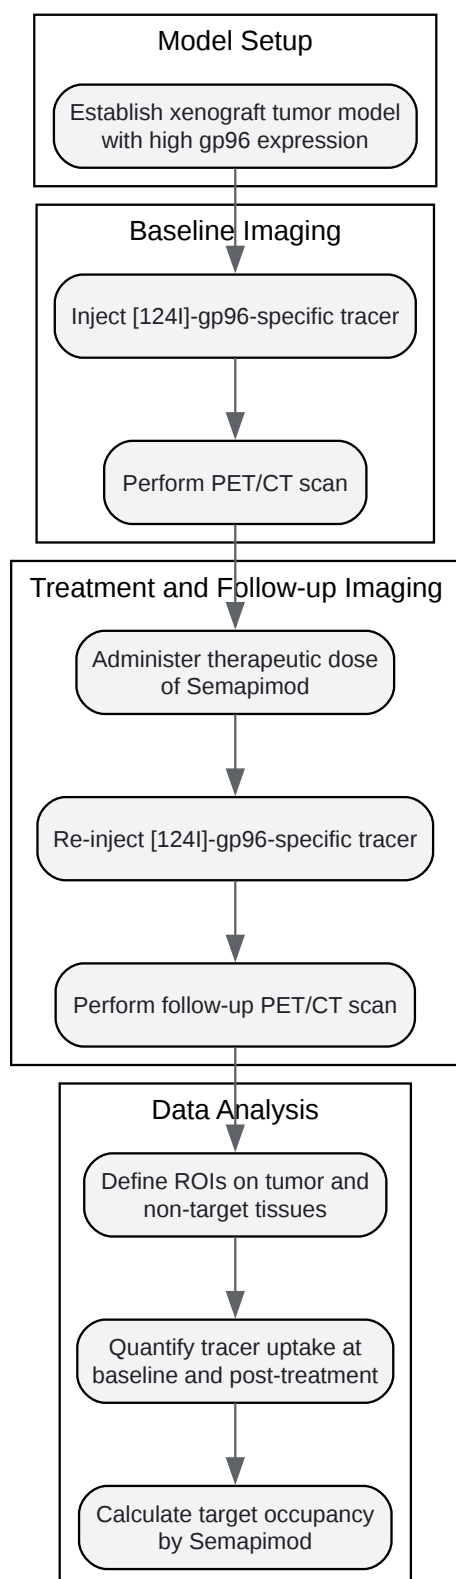 Model Setup
Establish xenograft tumor model
with high gp96 expression
Baseline Imaging
Inject [124I]-gp96-specific tracer
Perform PET/CT scan
Treatment and Follow-up Imaging
Administer therapeutic dose
of Semapimod
Re-inject [124I]-gp96-specific tracer
Perform follow-up PET/CT scan
Data Analysis
Define ROIs on tumor and
non-target tissues
Quantify tracer uptake at
baseline and post-treatment
Calculate target occupancy
by Semapimod